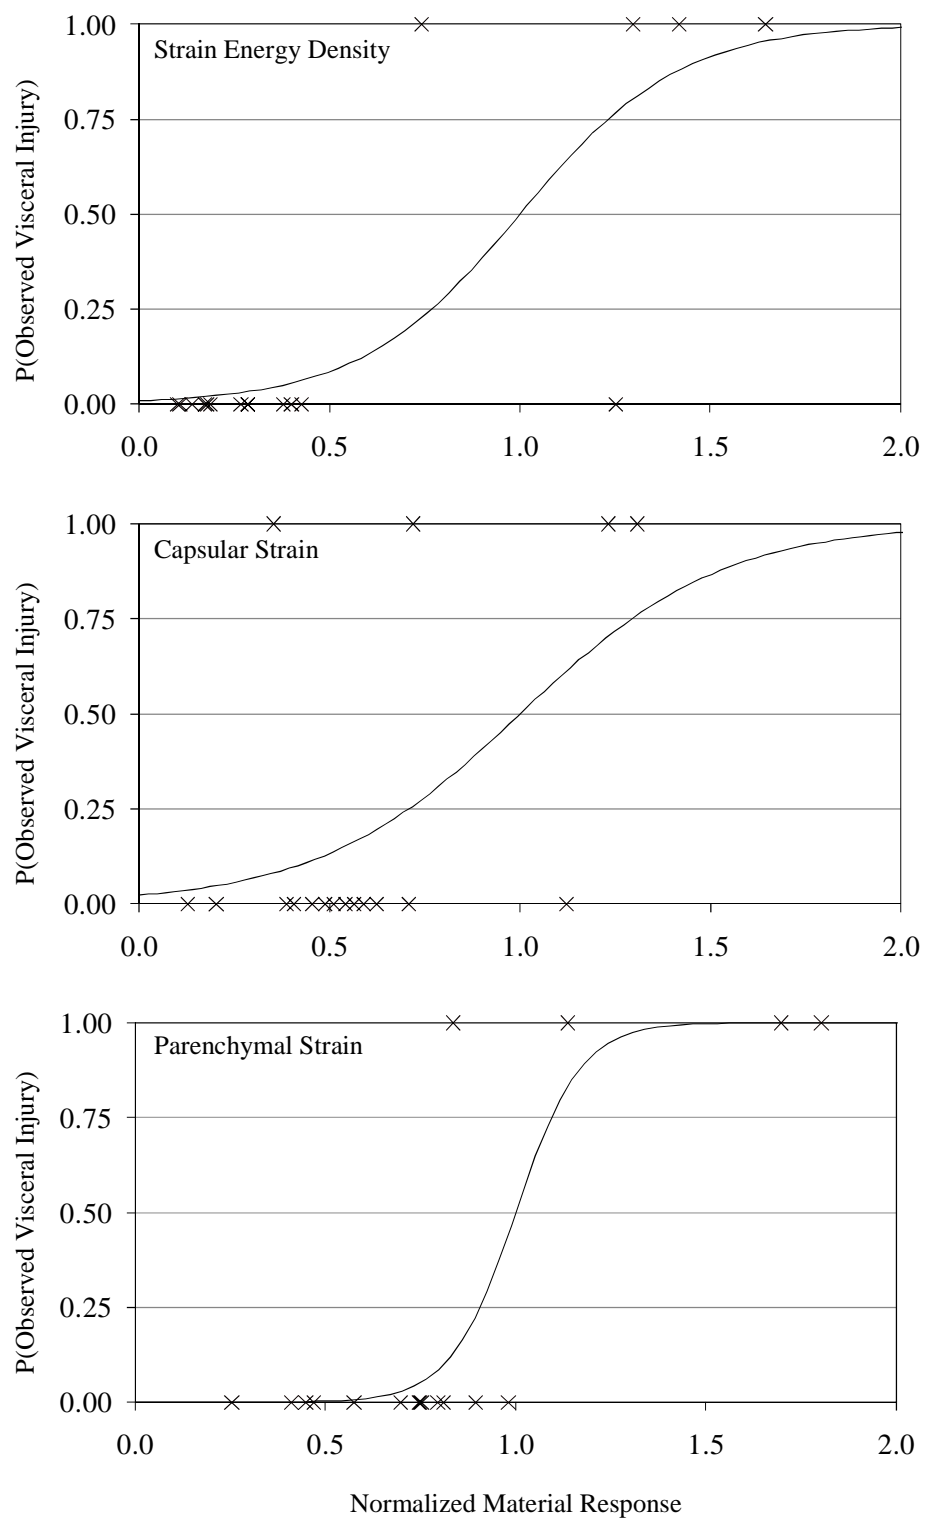 1.00
Strain Energy Density
0.75
0.50
0.25
0.00
P(Observed Visceral Injury)
0.0 0.5 1.0 1.5 2.0
1.00
Capsular Strain
0.75
0.50
0.25
0.00
P(Observed Visceral Injury)
0.0 0.5 1.0 1.5 2.0
1.00
Parenchymal Strain
0.75
0.50
0.25
0.00
P(Observed Visceral Injury)
0.0 0.5 1.0 1.5 2.0
Normalized Material Response